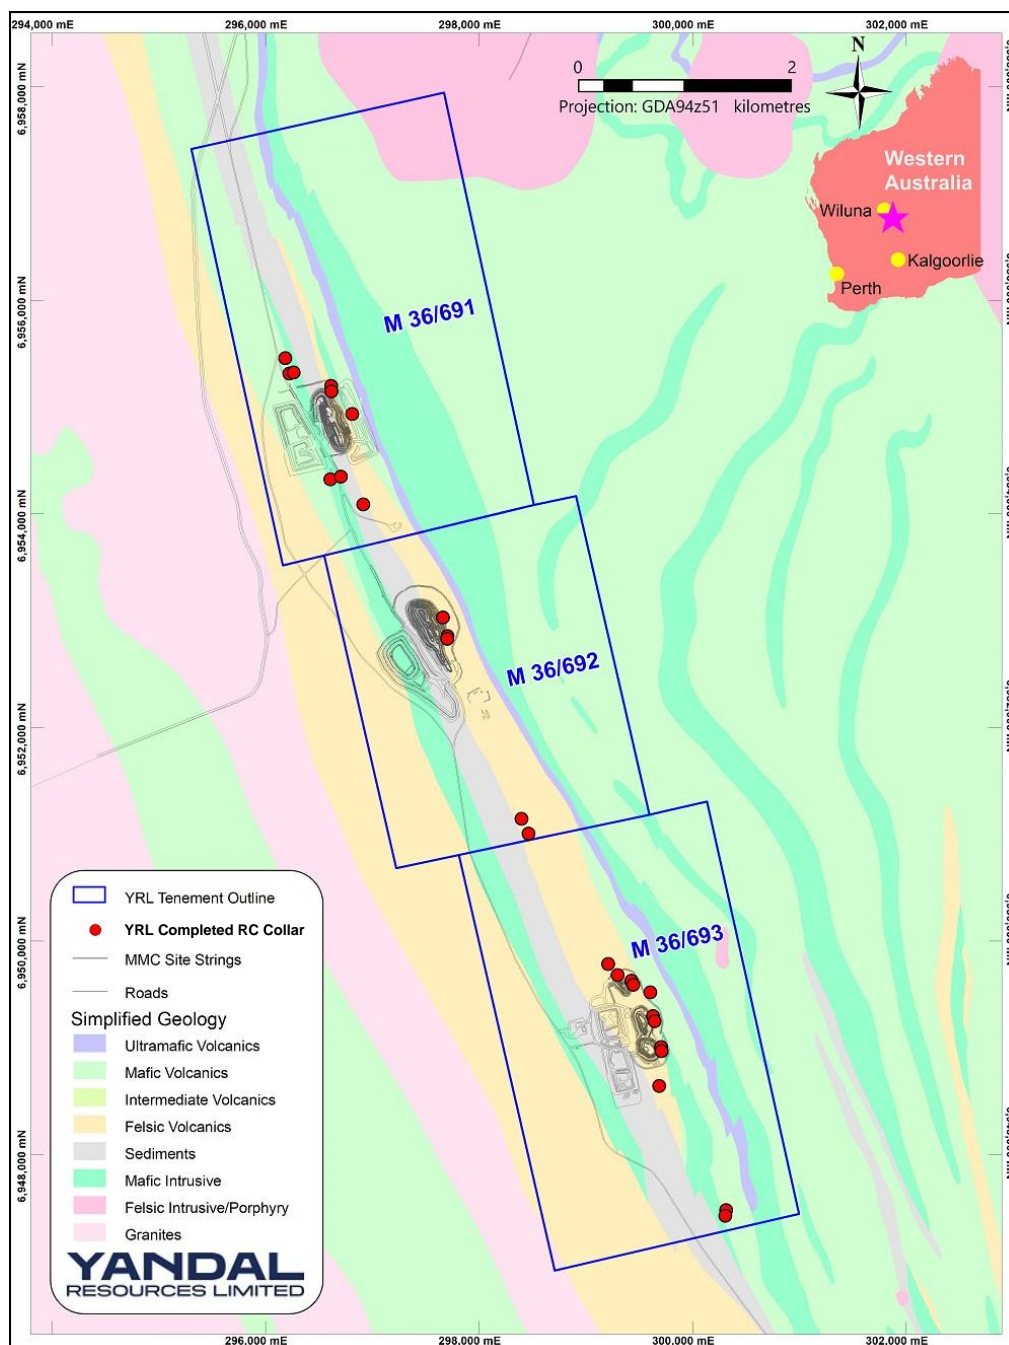 294,000 mE
296,000 mE
298,000 mE
300,000 mE
302,000 mE
6,958,000 mN
6,956,000 mN
6,954,000 mN
6,952,000 mN
6,950,000 mN
6,948,000 mN
0
2
Projection: GDA94z51 kilometres
N
Western
Australia
Wiluna
Kalgoorlie
Perth
M 36/691
M 36/692
M 36/693
YRL Tenement Outline
YRL Completed RC Collar
MMC Site Strings
Roads
Simplified Geology
Ultramafic Volcanics
Mafic Volcanics
Intermediate Volcanics
Felsic Volcanics
Sediments
Mafic Intrusive
Felsic Intrusive/Porphyry
Granites
YANDAL
RESOURCES LIMITED
296,000 mE
298,000 mE
300,000 mE
302,000 mE